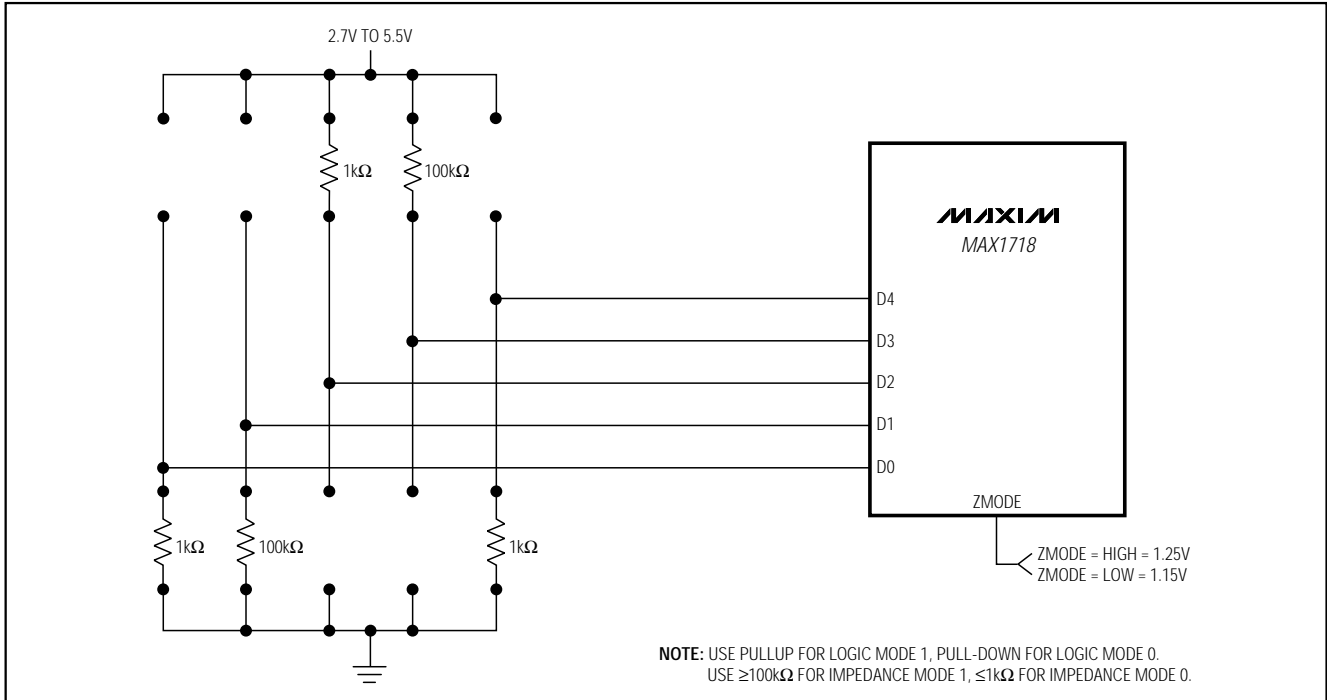 2.7V TO 5.5V
1kΩ
100kΩ
MAXIM
MAX1718
D4
D3
D2
D1
D0
ZMODE
1kΩ
100kΩ
1kΩ
ZMODE = HIGH = 1.25V
ZMODE = LOW = 1.15V
NOTE: USE PULLUP FOR LOGIC MODE 1, PULL-DOWN FOR LOGIC MODE 0.
USE ≥100kΩ FOR IMPEDANCE MODE 1, ≤1kΩ FOR IMPEDANCE MODE 0.